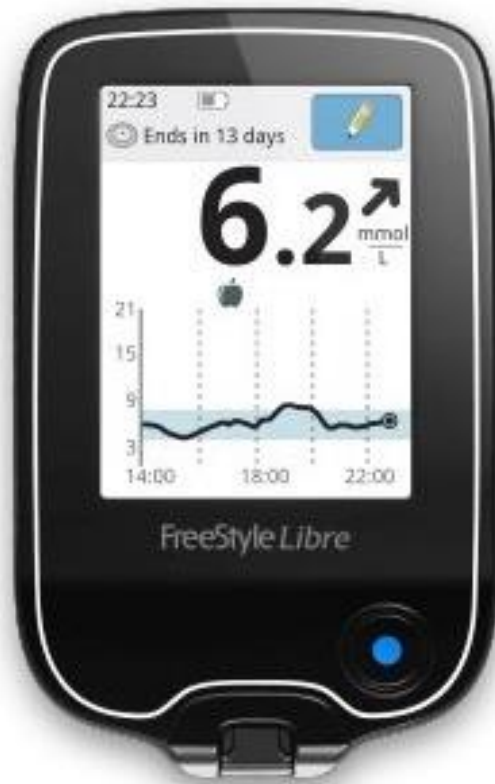 22:23
Ends in 13 days
6.2
mmol
L
21
15
9
3
14:00 18:00 22:00
FreeStyle Libre